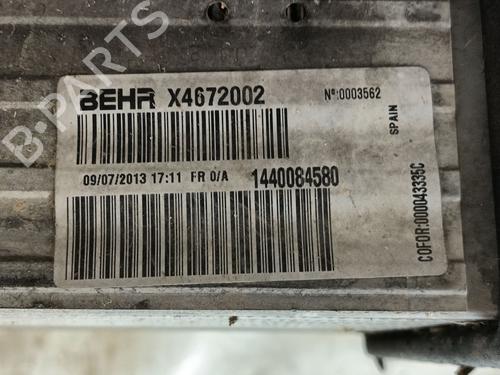 BEHR X4672002 Nº:0003562
SPAIN
09/07/2013 17:11 FR 0/A 1440084580
COFOR:000043335C
B-PARTS